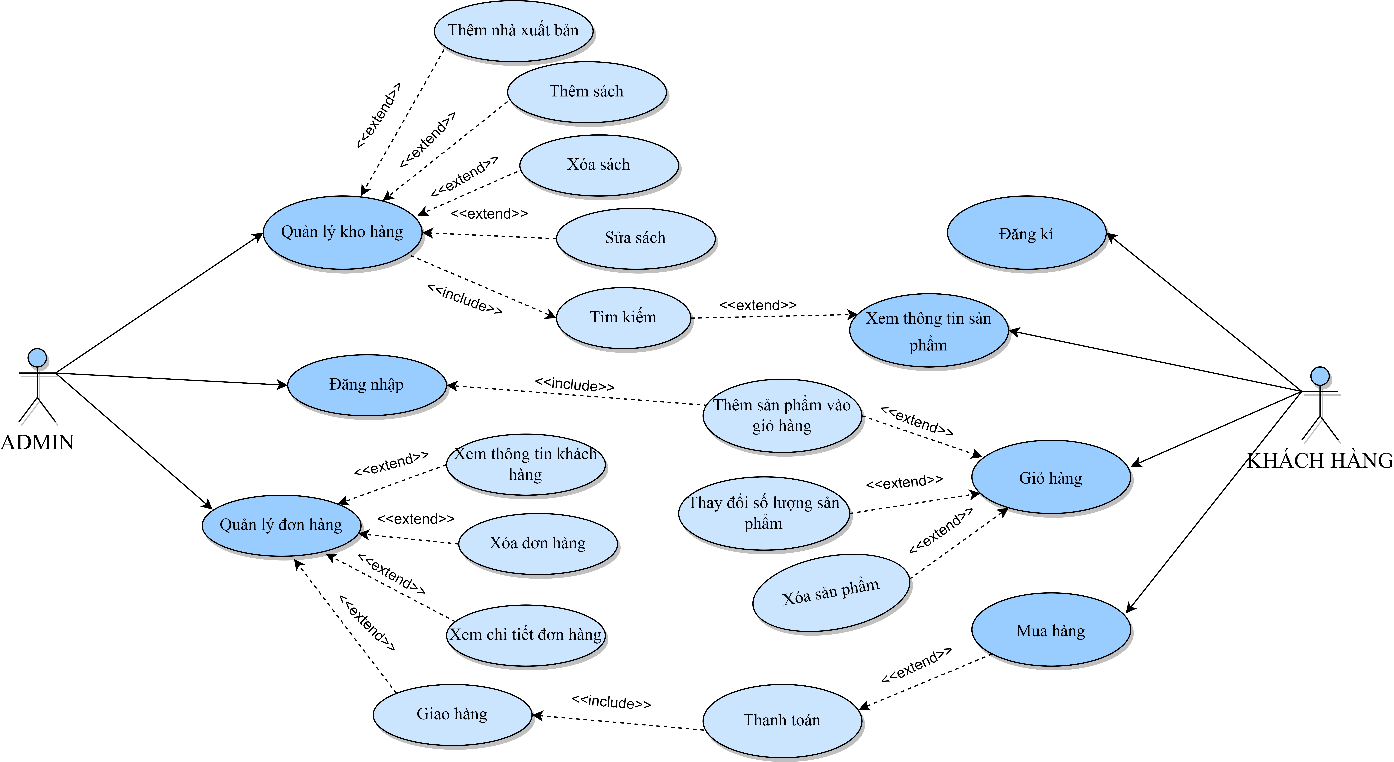 Thêm nhà xuất bản
<<extend>>
Thêm sách
<<extend>>
Xóa sách
<<extend>>
Quản lý kho hàng
<<extend>>
Sửa sách
Đăng kí
<<include>>
Tìm kiếm
<<extend>>
Xem thông tin sản
phẩm
ADMIN
Đăng nhập
<<include>>
Thêm sản phẩm vào
giỏ hàng
<<extend>>
KHÁCH HÀNG
Xem thông tin khách
hàng
<<extend>>
Giỏ hàng
Thay đổi số lượng sản
phẩm
<<extend>>
Quản lý đơn hàng
<<extend>>
Xóa đơn hàng
<<extend>>
Xóa sản phẩm
<<extend>>
Xem chi tiết đơn hàng
<<extend>>
Mua hàng
<<extend>>
Giao hàng
<<include>>
Thanh toán